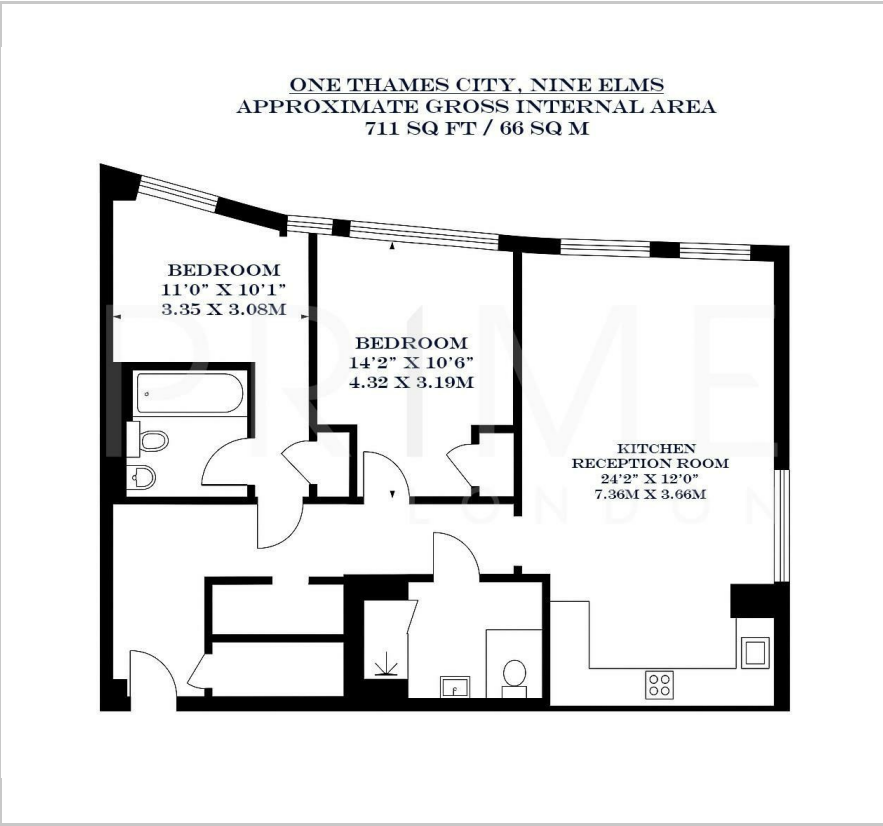 ONE THAMES CITY, NINE ELMS
APPROXIMATE GROSS INTERNAL AREA
711 SQ FT / 66 SQ M
BEDROOM
11'0" X 10'1"
3.35 X 3.08M
BEDROOM
14'2" X 10'6"
4.32 X 3.19M
KITCHEN
RECEPTION ROOM
24'2" X 12'0"
7.36M X 3.66M
PRIME
LONDON